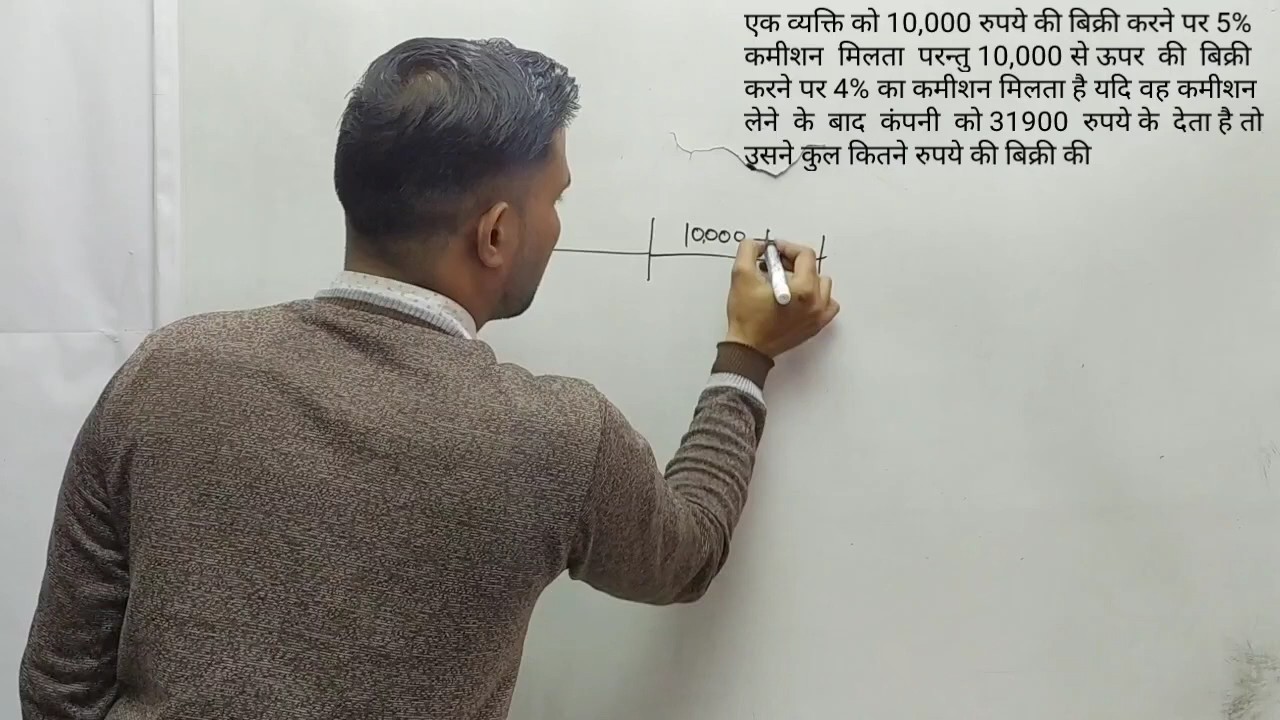 एक व्यक्ति को 10,000 रुपये की बिक्री करने पर 5%
कमीशन मिलता परन्तु 10,000 से ऊपर की बिक्री
करने पर 4% का कमीशन मिलता है यदि वह कमीशन
लेने के बाद कंपनी को 31900 रुपये के देता है तो
उसने कुल कितने रुपये की बिक्री की
10,000